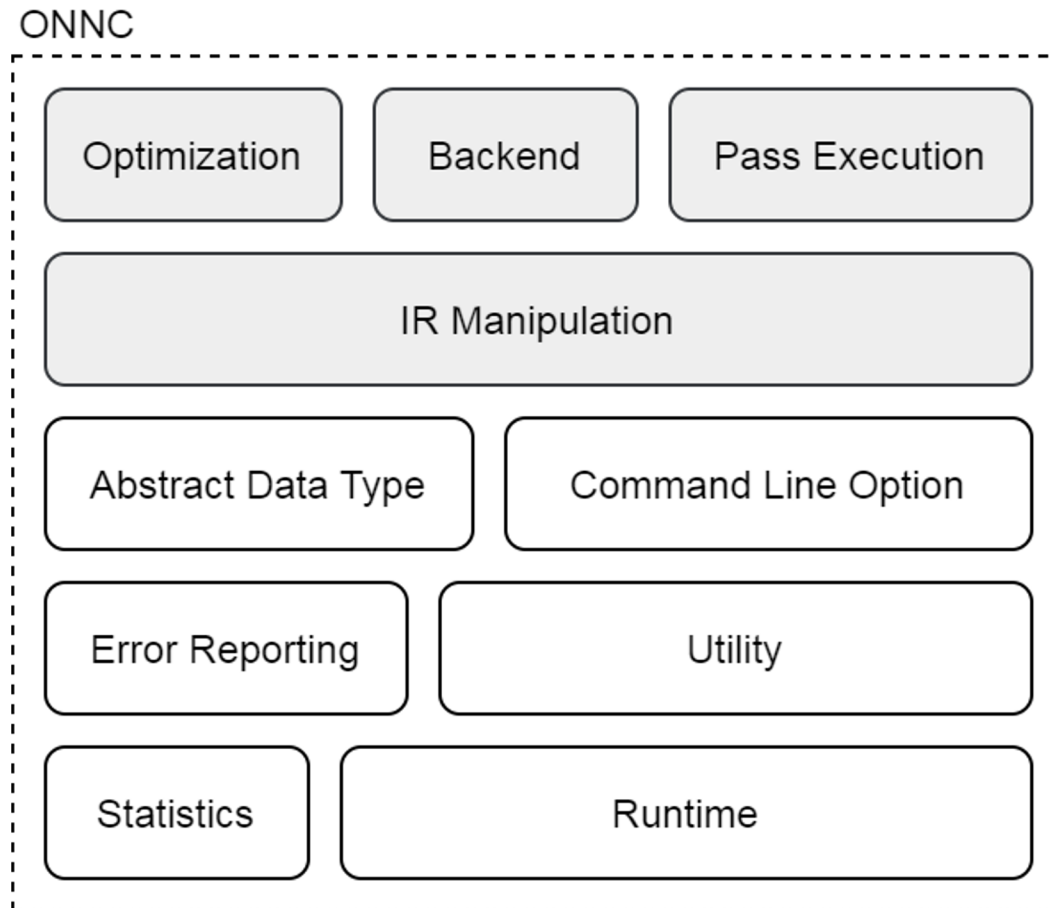 ONNC
Optimization
Backend
Pass Execution
IR Manipulation
Abstract Data Type
Command Line Option
Error Reporting
Utility
Statistics
Runtime